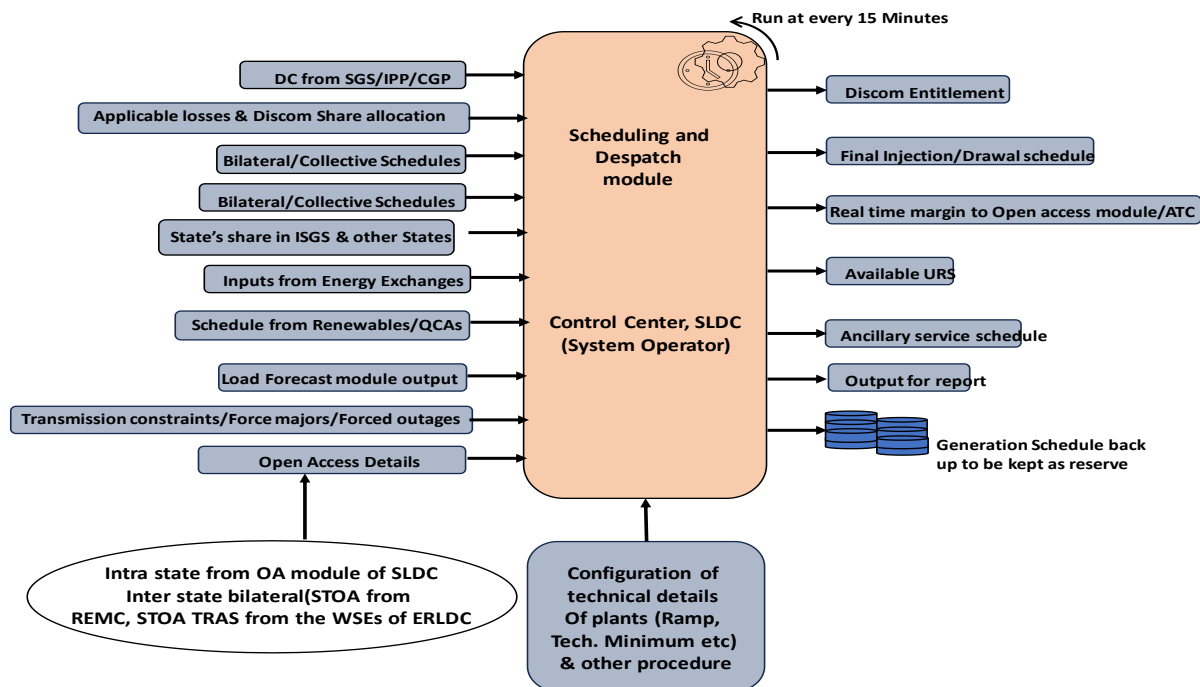 Run at every 15 Minutes
DC from SGS/IPP/CGP
Applicable losses & Discom Share allocation
Bilateral/Collective Schedules
Bilateral/Collective Schedules
State's share in ISGS & other States
Inputs from Energy Exchanges
Schedule from Renewables/QCAs
Load Forecast module output
Transmission constraints/Force majors/Forced outages
Open Access Details
Scheduling and
Despatch
module
Control Center, SLDC
(System Operator)
Discom Entitlement
Final Injection/Drawal schedule
Real time margin to Open access module/ATC
Available URS
Ancillary service schedule
Output for report
Generation Schedule back
up to be kept as reserve
Intra state from OA module of SLDC
Inter state bilateral(STOA from
REMC, STOA TRAS from the WSEs of ERLDC
Configuration of
technical details
Of plants (Ramp,
Tech. Minimum etc)
& other procedure